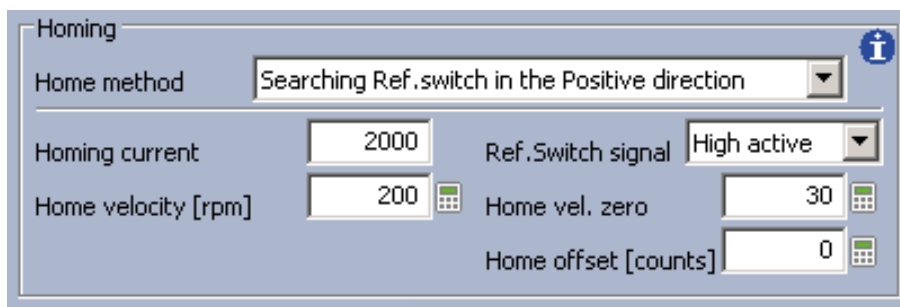 Homing
Home method Searching Ref.switch in the Positive direction
Homing current 2000 Ref.Switch signal High active
Home velocity [rpm] 200 Home vel. zero 30
Home offset [counts] 0